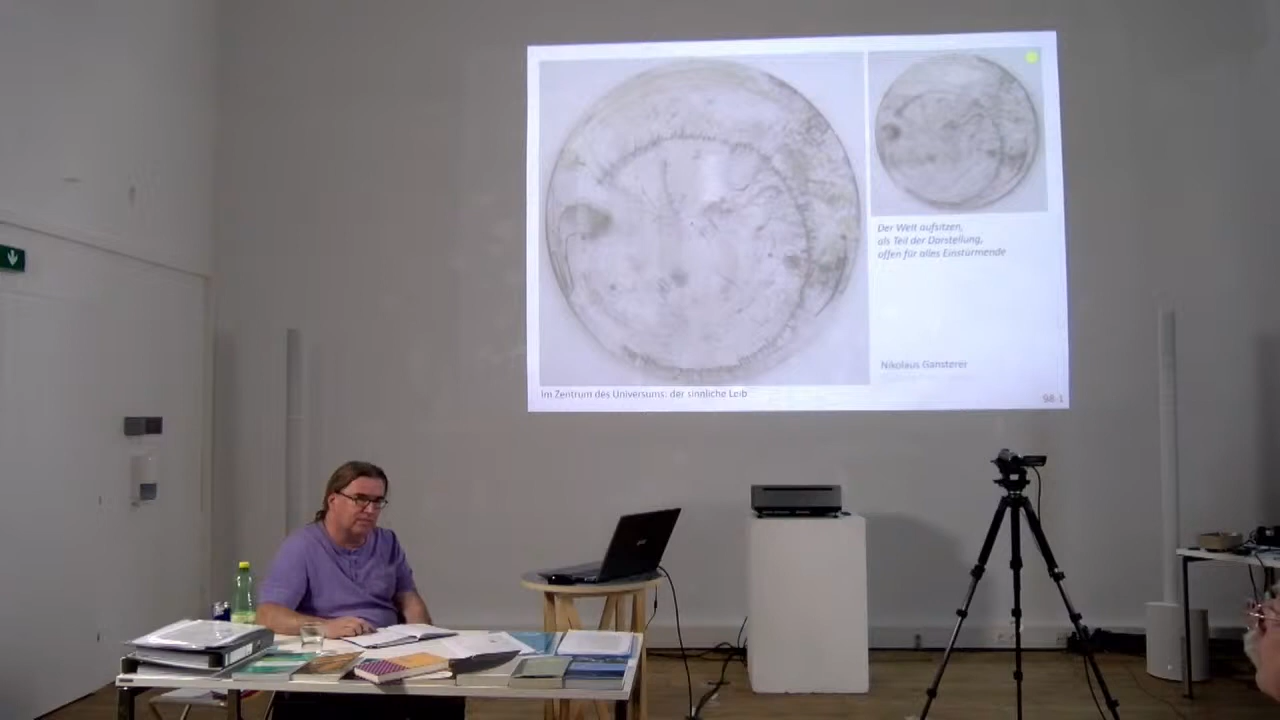 Der Welt aufsitzen,
als Teil der Darstellung,
offen für alles Einstürmende
Nikolaus Gansterer
Im Zentrum des Universums: der sinnliche Leib
98-1